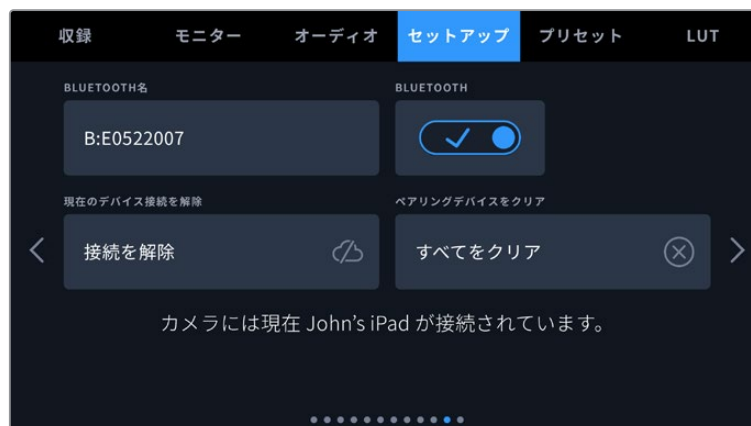 収録 モニター オーディオ セットアップ プリセット LUT
BLUETOOTH名 BLUETOOTH
B:E0522007
現在のデバイス接続を解除 ペアリングデバイスをクリア
接続を解除 すべてをクリア
カメラには現在 John’s iPad が接続されています。